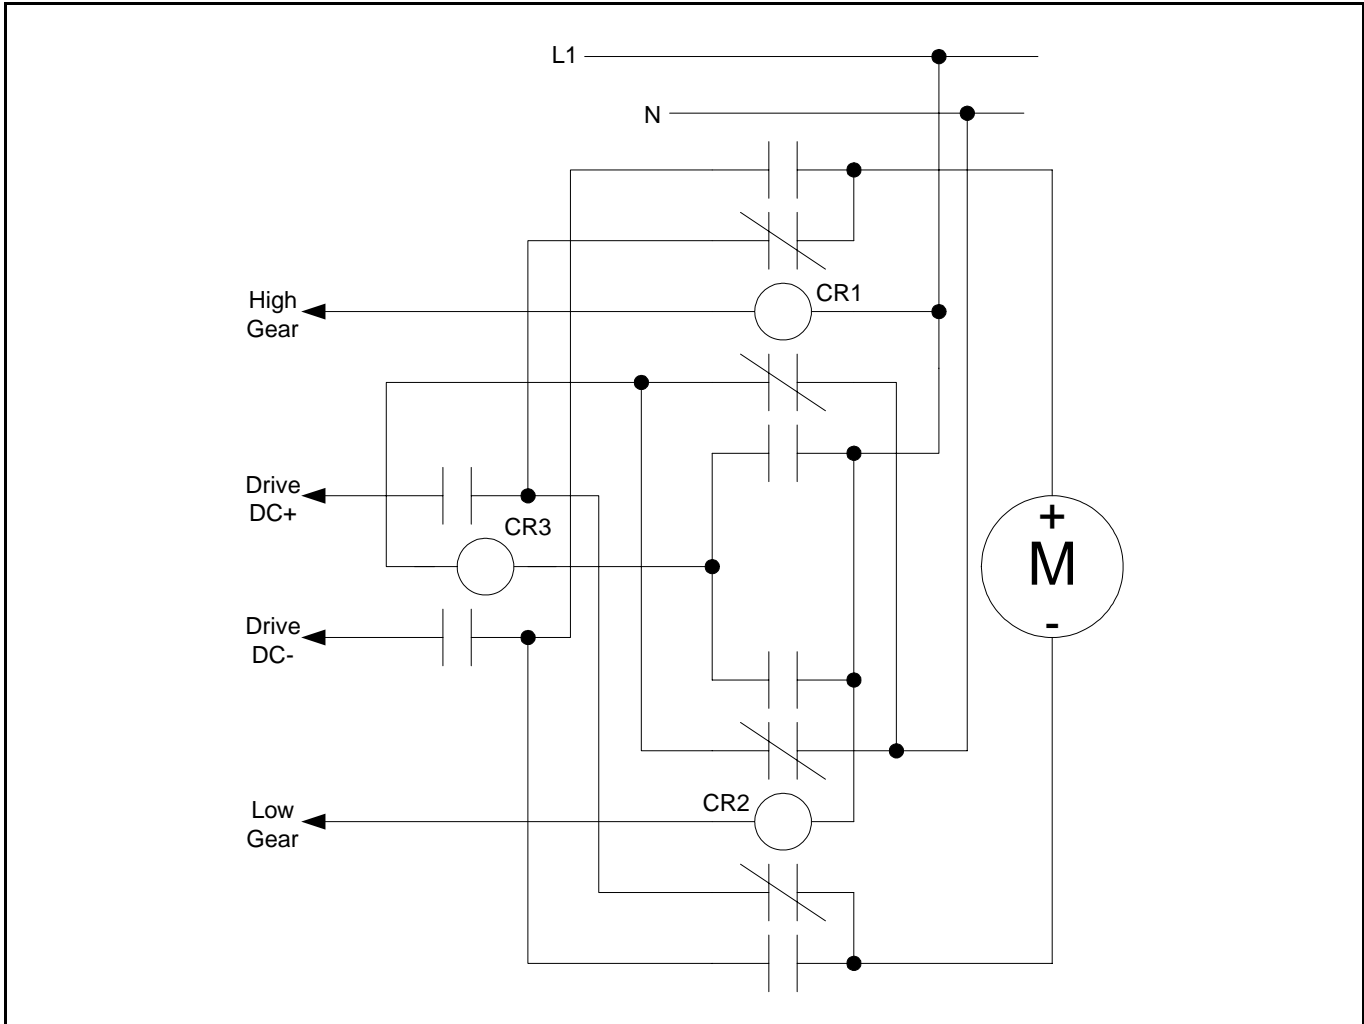 L1
N
High
Gear
CR1
Drive
DC+
CR3
+
M
-
Drive
DC-
CR2
Low
Gear